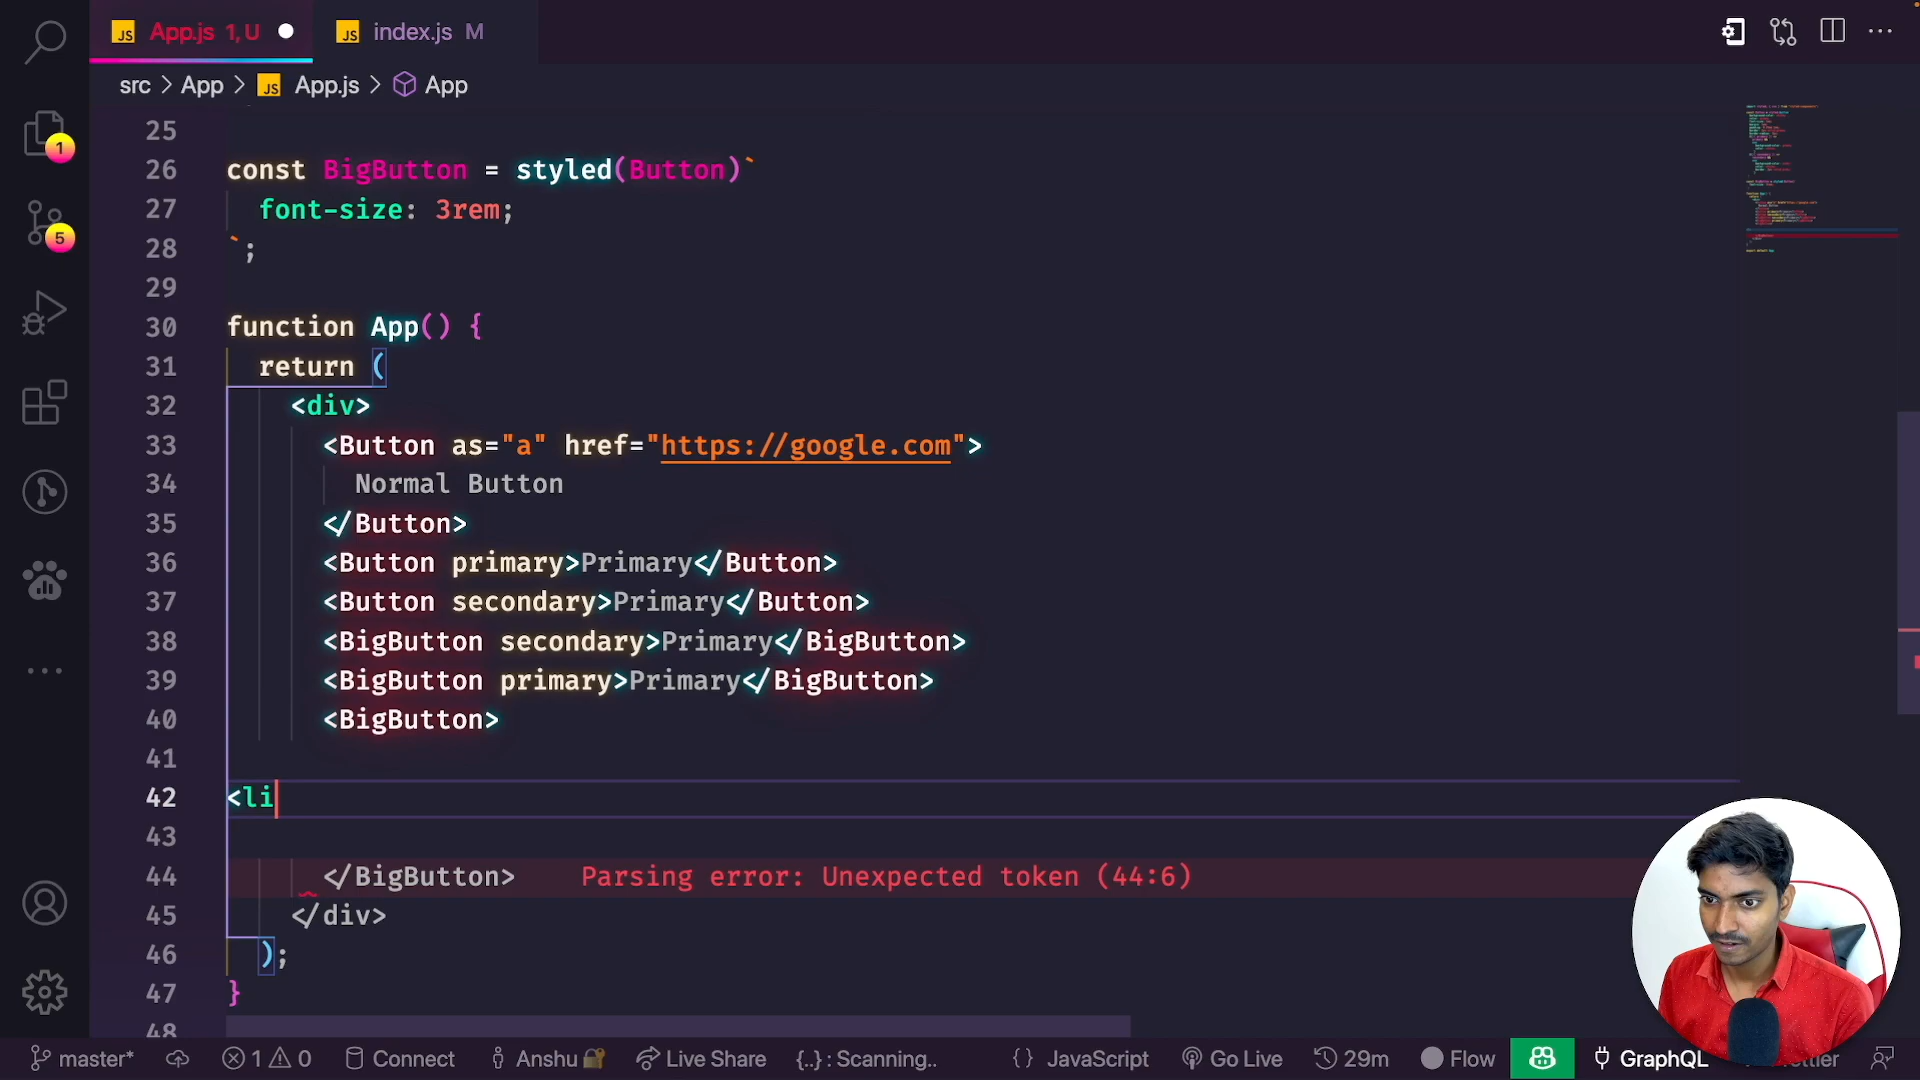 JS App.js 1, U
JS index.js M
src > App > JS App.js > App
25
26 const BigButton = styled(Button)`
27 font-size: 3rem;
28 `;
29
30 function App() {
31 return (
32 <div>
33 <Button as="a" href="https://google.com">
34 Normal Button
35 </Button>
36 <Button primary>Primary</Button>
37 <Button secondary>Primary</Button>
38 <BigButton secondary>Primary</BigButton>
39 <BigButton primary>Primary</BigButton>
40 <BigButton>
41
42 <li
43
44 </BigButton> Parsing error: Unexpected token (44:6)
45 </div>
46 );
47 }
48
1
5
master* 1 0 Connect Anshu Live Share {..} : Scanning.. {} JavaScript Go Live 29m Flow GraphQL